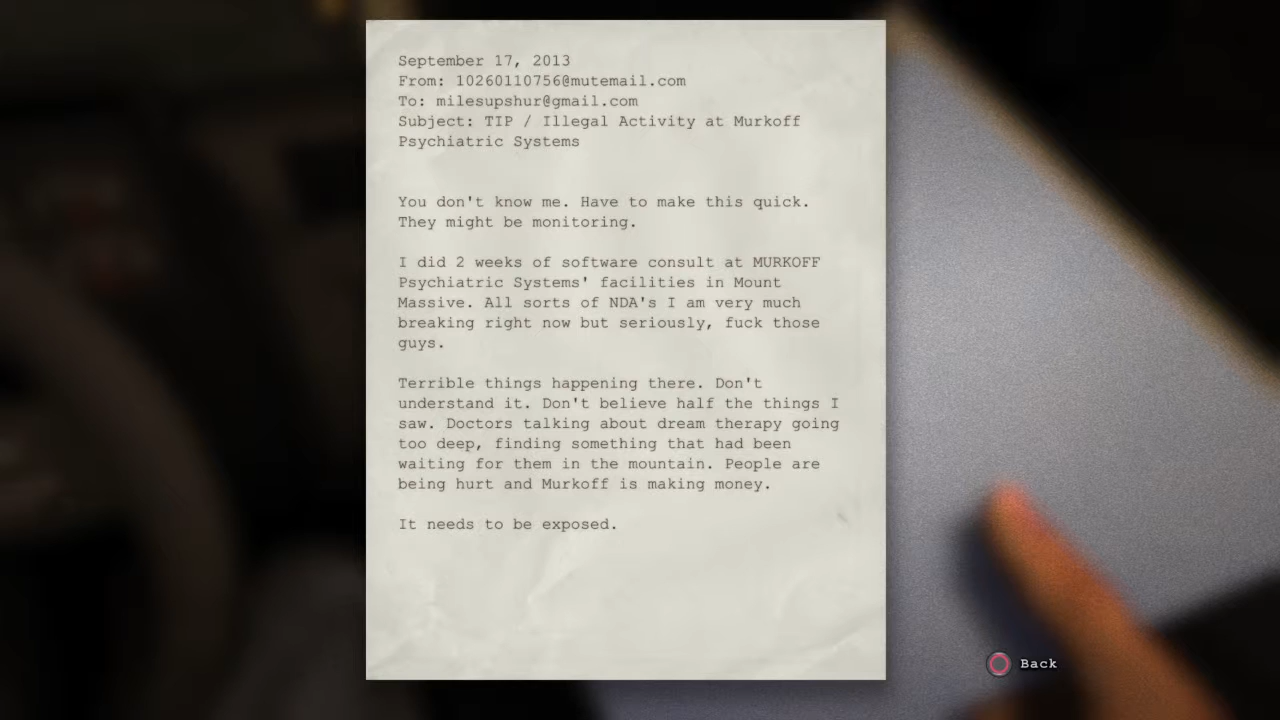 September 17, 2013
From: 10260110756@mutemail.com
To: milesupshur@gmail.com
Subject: TIP / Illegal Activity at Murkoff
Psychiatric Systems
You don't know me. Have to make this quick.
They might be monitoring.
I did 2 weeks of software consult at MURKOFF
Psychiatric Systems' facilities in Mount
Massive. All sorts of NDA's I am very much
breaking right now but seriously, fuck those
guys.
Terrible things happening there. Don't
understand it. Don't believe half the things I
saw. Doctors talking about dream therapy going
too deep, finding something that had been
waiting for them in the mountain. People are
being hurt and Murkoff is making money.
It needs to be exposed.
Back